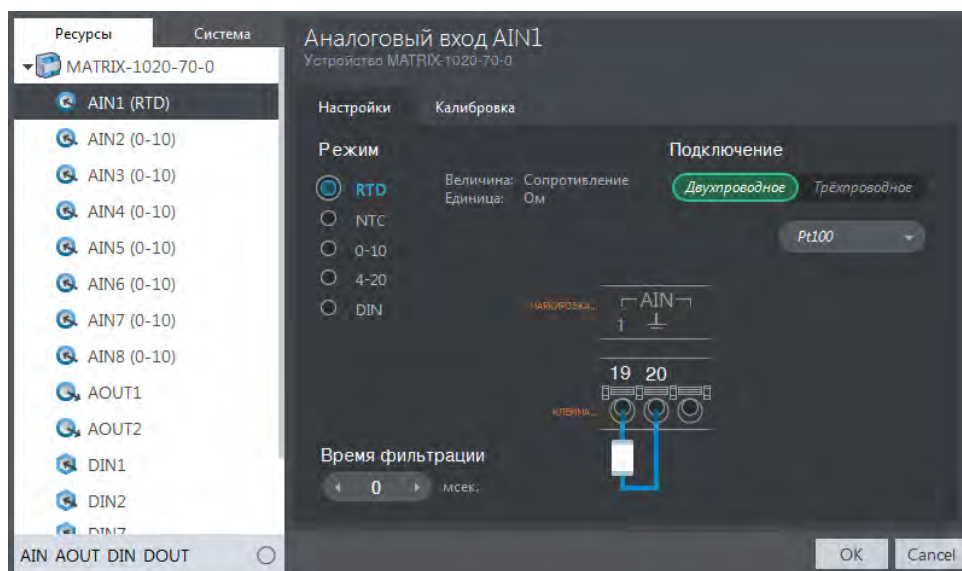 Ресурсы
Система
MATRIX-1020-70-0
AIN1 (RTD)
AIN2 (0-10)
AIN3 (0-10)
AIN4 (0-10)
AIN5 (0-10)
AIN6 (0-10)
AIN7 (0-10)
AIN8 (0-10)
AOUT1
AOUT2
DIN1
DIN2
DIN7
AIN AOUT DIN DOUT
Аналоговый вход AIN1
Устройство MATRIX-1020-70-0
Настройки
Калибровка
Режим
RTD
NTC
0-10
4-20
DIN
Величина: Сопротивление
Единица: Ом
Подключение
Двухпроводное
Трёхпроводное
Pt100
МАРКИРОВКА...
AIN
1
19 20
КЛЕММА...
Время фильтрации
0 мсек.
OK
Cancel